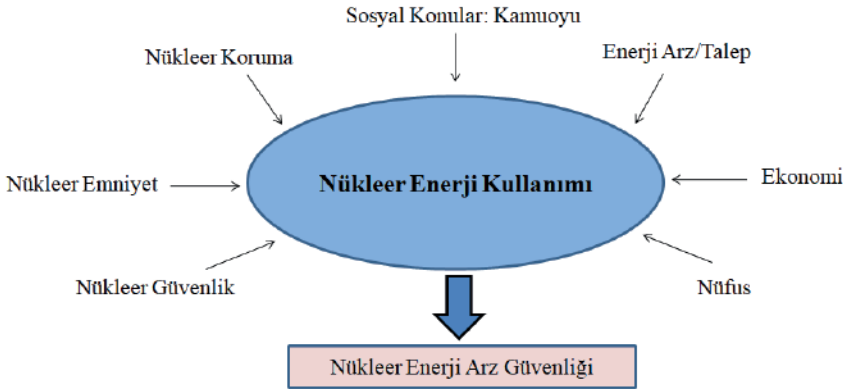 Sosyal Konular: Kamuoyu
Nükleer Koruma
Enerji Arz/Talep
Nükleer Emniyet
Nükleer Enerji Kullanımı
Ekonomi
Nükleer Güvenlik
Nüfus
Nükleer Enerji Arz Güvenliği